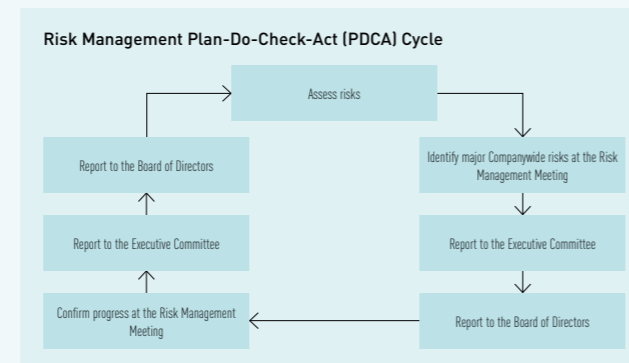 Risk Management Plan-Do-Check-Act (PDCA) Cycle
Assess risks
Identify major Companywide risks at the Risk
Management Meeting
Report to the Executive Committee
Report to the Board of Directors
Confirm progress at the Risk Management
Meeting
Report to the Executive Committee
Report to the Board of Directors